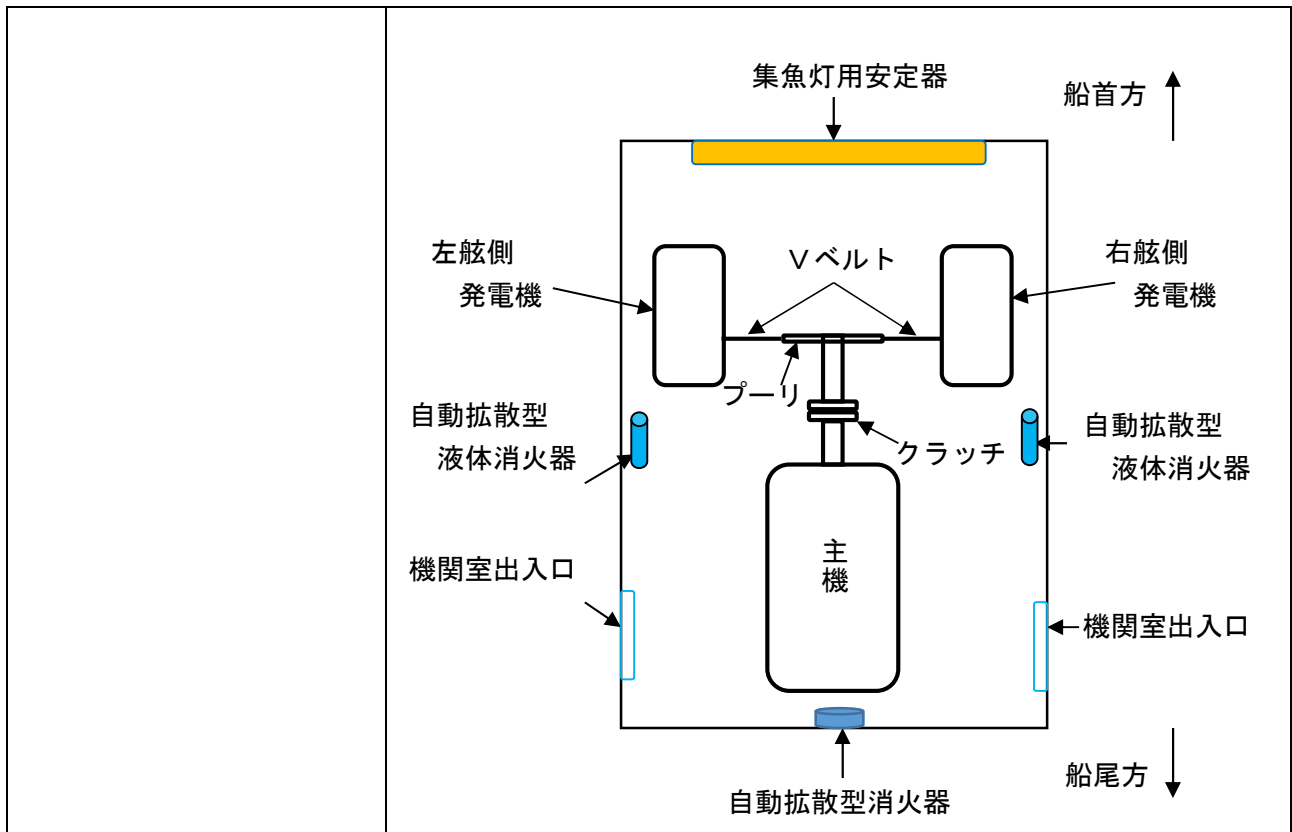 集魚灯用安定器
船首方
左舷側
発電機
Ⅴベルト
右舷側
発電機
プーリ
自動拡散型
液体消火器
クラッチ
自動拡散型
液体消火器
主
機
機関室出入口
機関室出入口
船尾方
自動拡散型消火器